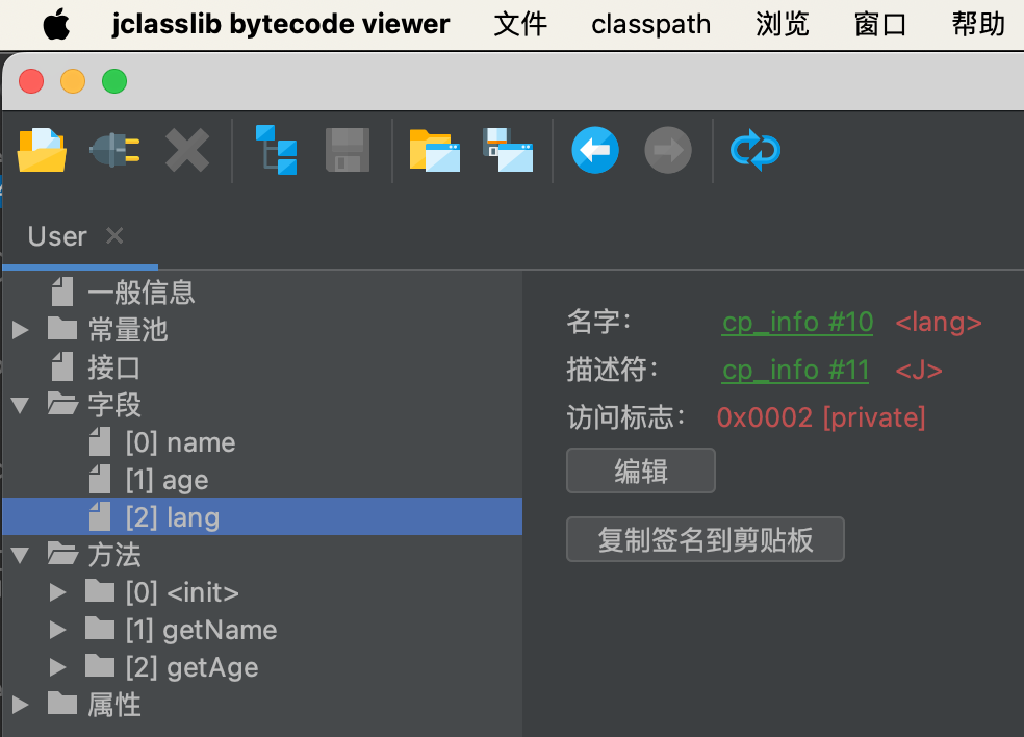 jclasslib bytecode viewer 文件 classpath 浏览 窗口 帮助
User
一般信息
常量池
接口
字段
[0] name
[1] age
[2] lang
方法
[0] <init>
[1] getName
[2] getAge
属性
名字： cp_info #10 <lang>
描述符： cp_info #11 <J>
访问标志： 0x0002 [private]
编辑
复制签名到剪贴板